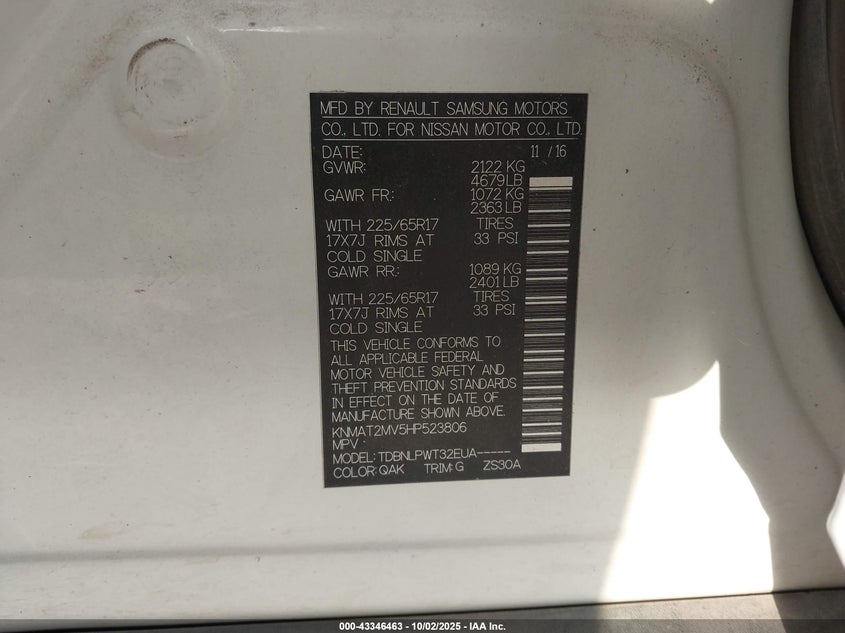 MFD BY RENAULT SAMSUNG MOTORS
CO., LTD. FOR NISSAN MOTOR CO., LTD.
DATE: 11 / 16
GVWR: 2122 KG
4679 LB
GAWR FR.: 1072 KG
2363 LB
WITH 225/65R17 TIRES
17X7J RIMS AT 33 PSI
COLD SINGLE
GAWR RR.: 1089 KG
2401 LB
WITH 225/65R17 TIRES
17X7J RIMS AT 33 PSI
COLD SINGLE
THIS VEHICLE CONFORMS TO
ALL APPLICABLE FEDERAL
MOTOR VEHICLE SAFETY AND
THEFT PREVENTION STANDARDS
IN EFFECT ON THE DATE OF
MANUFACTURE SHOWN ABOVE.
KNMAT2MV5HP523806
MPV :
MODEL: TDBNLPWT32EUA-----
COLOR: QAK TRIM: G ZS30A
000-43346463 - 10/02/2025 - IAA Inc.